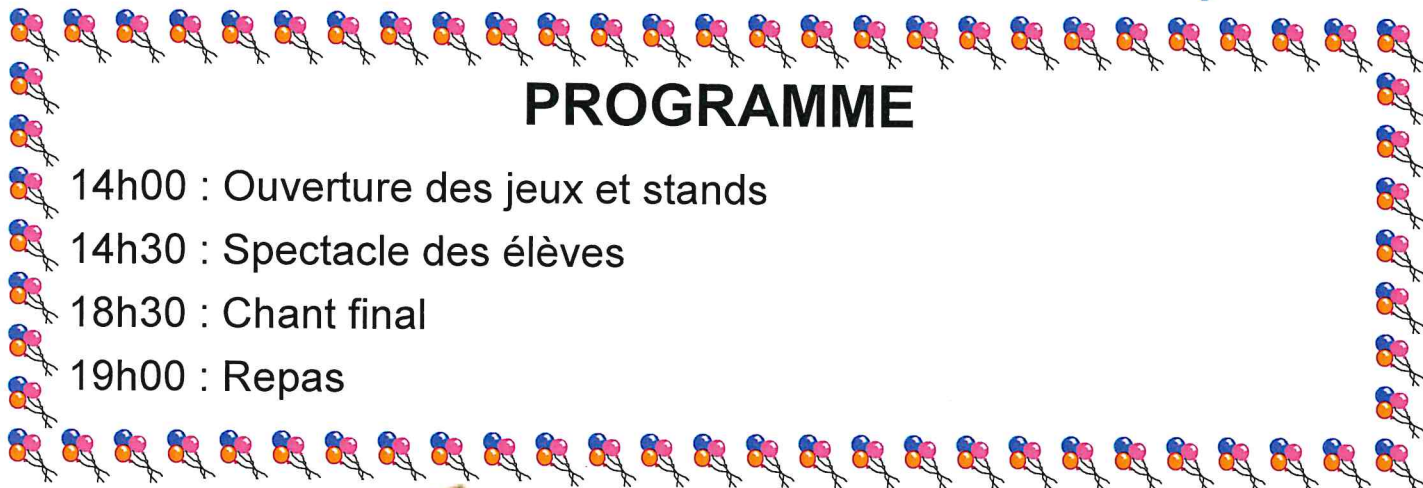 PROGRAMME
14h00 : Ouverture des jeux et stands
14h30 : Spectacle des élèves
18h30 : Chant final
19h00 : Repas